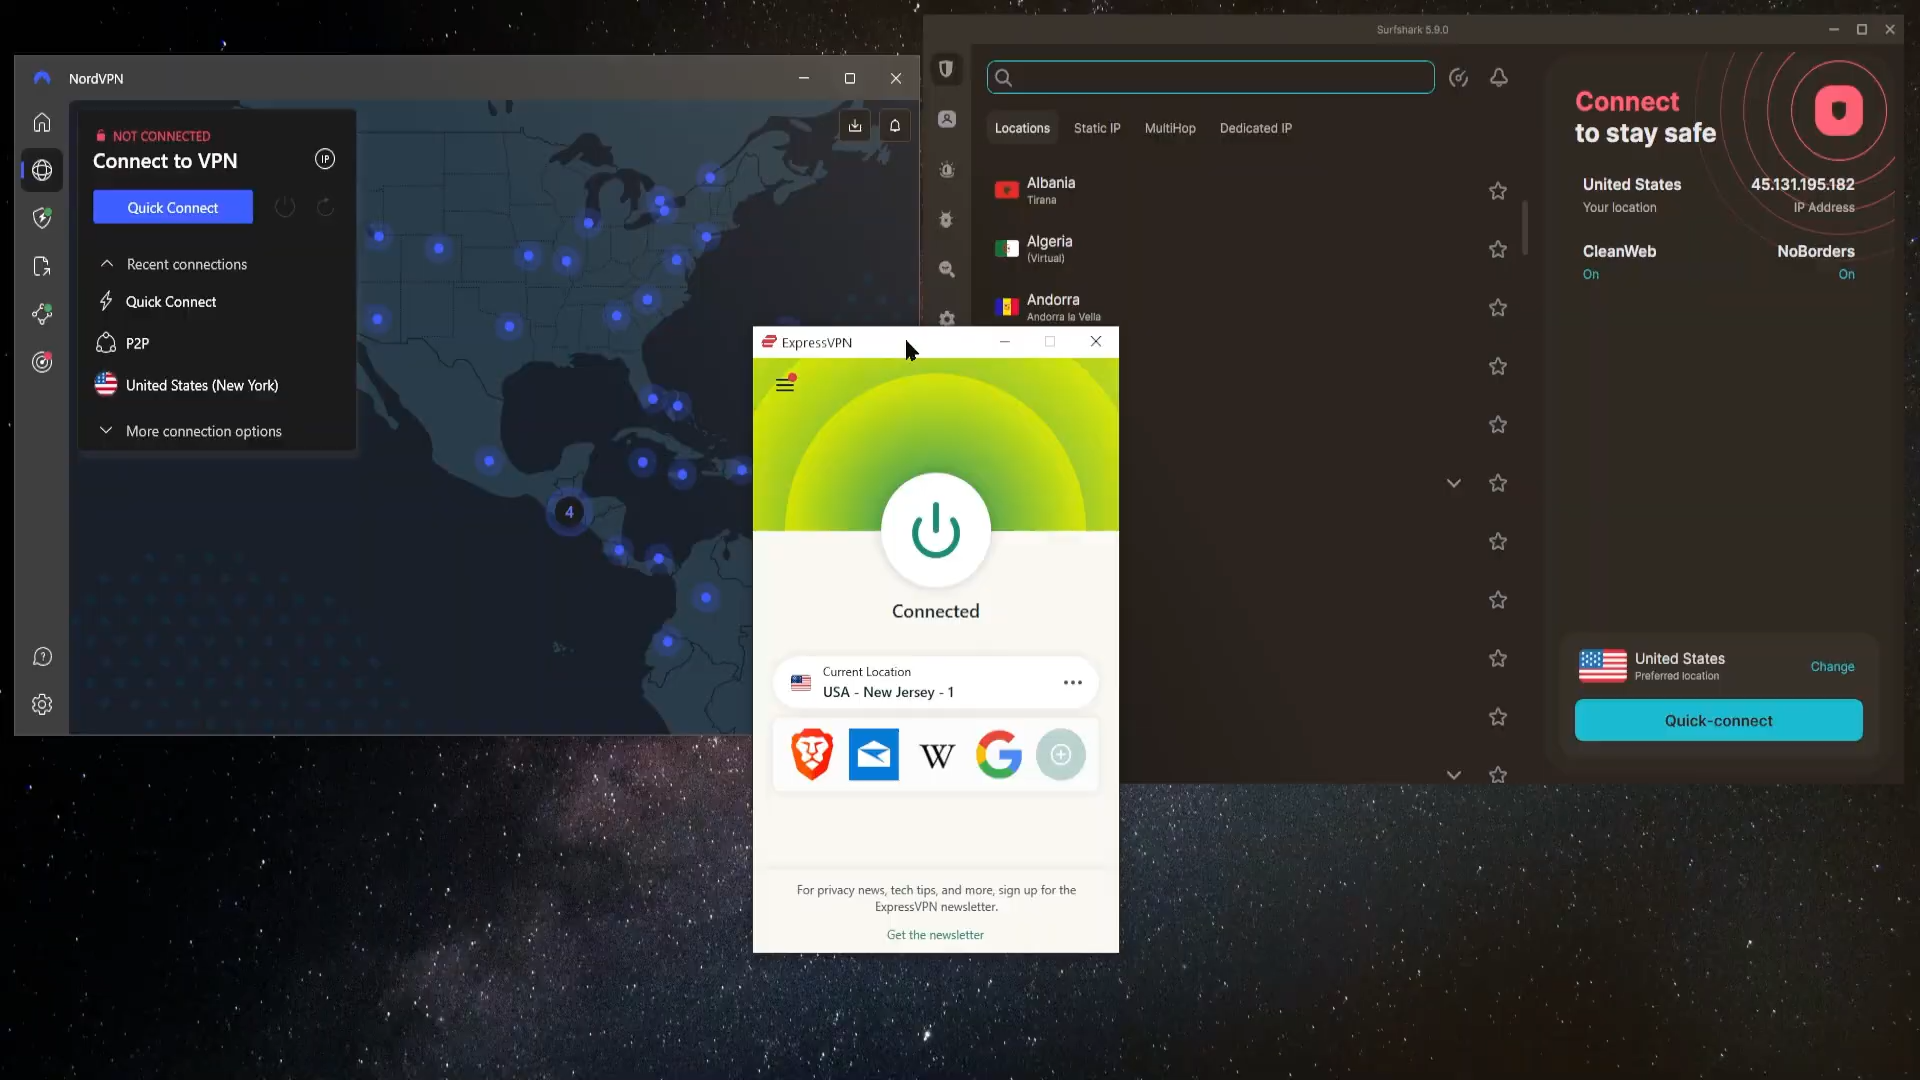 NordVPN
NOT CONNECTED
Connect to VPN
IP
Quick Connect
Recent connections
Quick Connect
P2P
United States (New York)
More connection options
4
Surfshark 5.9.0
Locations
Static IP
MultiHop
Dedicated IP
Albania
Tirana
Algeria
(Virtual)
Andorra
Andorra la Vella
Connect
to stay safe
United States
45.131.195.182
Your location
IP Address
CleanWeb
NoBorders
On
On
United States
Preferred location
Change
Quick-connect
ExpressVPN
Connected
Current Location
USA - New Jersey - 1
W
G
For privacy news, tech tips, and more, sign up for the
ExpressVPN newsletter.
Get the newsletter